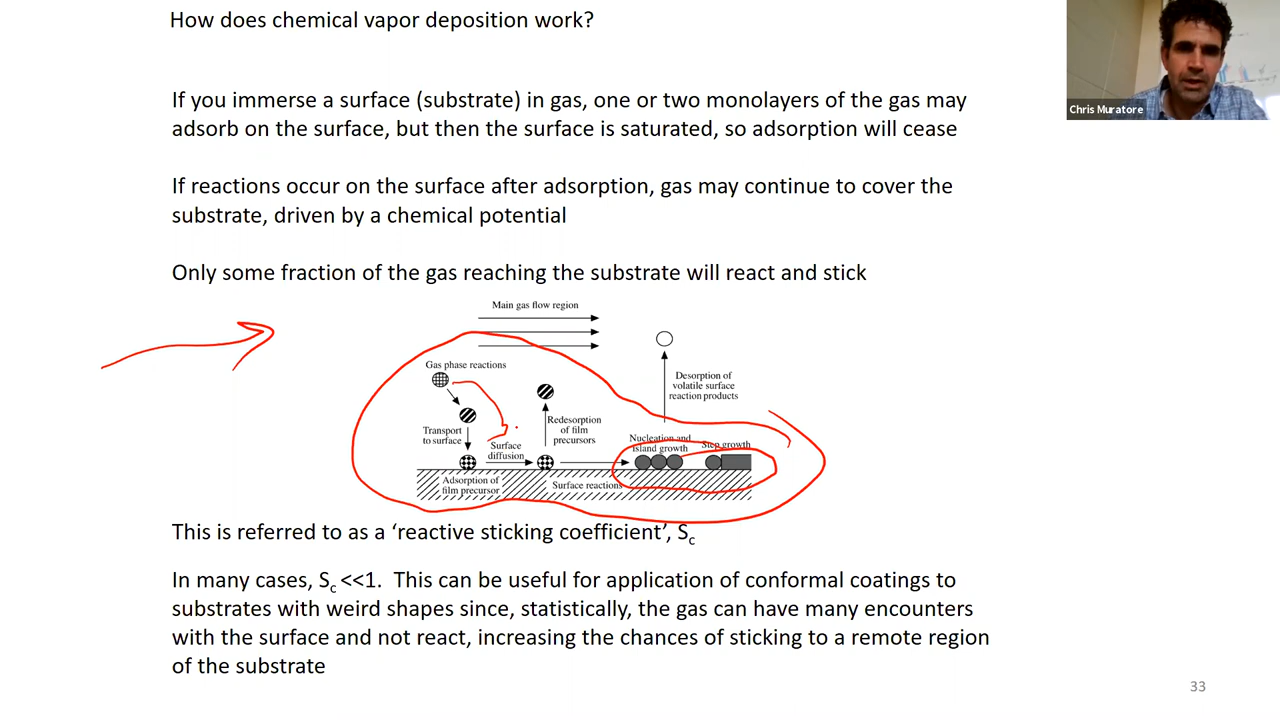 How does chemical vapor deposition work?
Chris Muratore
If you immerse a surface (substrate) in gas, one or two monolayers of the gas may
adsorb on the surface, but then the surface is saturated, so adsorption will cease
If reactions occur on the surface after adsorption, gas may continue to cover the
substrate, driven by a chemical potential
Only some fraction of the gas reaching the substrate will react and stick
Main gas flow region
Gas phase reactions
Desorption of
volatile surface
reaction products
Transport
to surface
Redesorption
of film
precursors
Surface
diffusion
Nucleation and
island growth
Step growth
Adsorption of
film precursor
Surface reactions
This is referred to as a ‘reactive sticking coefficient’, Sc
In many cases, Sc <<1. This can be useful for application of conformal coatings to
substrates with weird shapes since, statistically, the gas can have many encounters
with the surface and not react, increasing the chances of sticking to a remote region
of the substrate
33